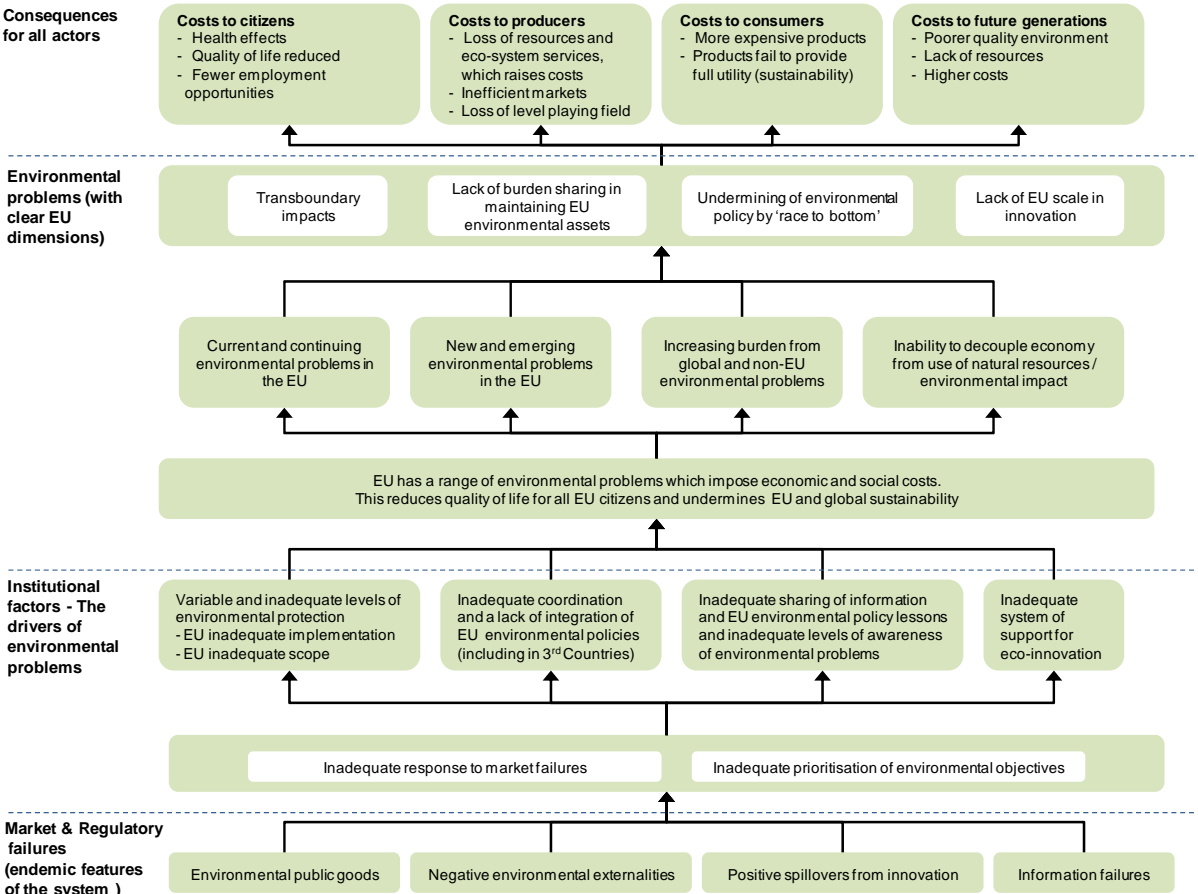 Consequences
for all actors
Costs to citizens
- Health effects
- Quality of life reduced
- Fewer employment
opportunities
Costs to producers
- Loss of resources and
eco-system services,
which raises costs
- Inefficient markets
- Loss of level playing field
Costs to consumers
- More expensive products
- Products fail to provide
full utility (sustainability)
Costs to future generations
- Poorer quality environment
- Lack of resources
- Higher costs
Environmental
problems (with
clear EU
dimensions)
Transboundary
impacts
Lack of burden sharing in
maintaining EU
environmental assets
Undermining of environmental
policy by ‘race to bottom’
Lack of EU scale in
innovation
Current and continuing
environmental problems in
the EU
New and emerging
environmental problems
in the EU
Increasing burden from
global and non-EU
environmental problems
Inability to decouple economy
from use of natural resources /
environmental impact
EU has a range of environmental problems which impose economic and social costs.
This reduces quality of life for all EU citizens and undermines EU and global sustainability
Institutional
factors - The
drivers of
environmental
problems
Variable and inadequate levels of
environmental protection
- EU inadequate implementation
- EU inadequate scope
Inadequate coordination
and a lack of integration of
EU environmental policies
(including in 3rd Countries)
Inadequate sharing of information
and EU environmental policy lessons
and inadequate levels of awareness
of environmental problems
Inadequate
system of
support for
eco-innovation
Inadequate response to market failures
Inadequate prioritisation of environmental objectives
Market & Regulatory
failures
(endemic features
of the system )
Environmental public goods
Negative environmental externalities
Positive spillovers from innovation
Information failures